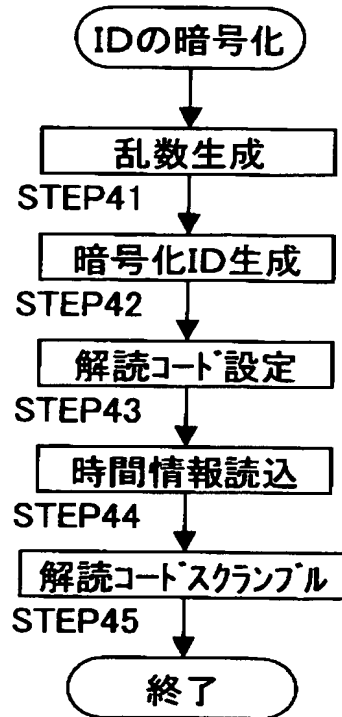 IDの暗号化
乱数生成
STEP41
暗号化ID生成
STEP42
解読ｺｰﾄﾞ設定
STEP43
時間情報読込
STEP44
解読ｺｰﾄﾞｽｸﾗﾝﾌﾞﾙ
STEP45
終了